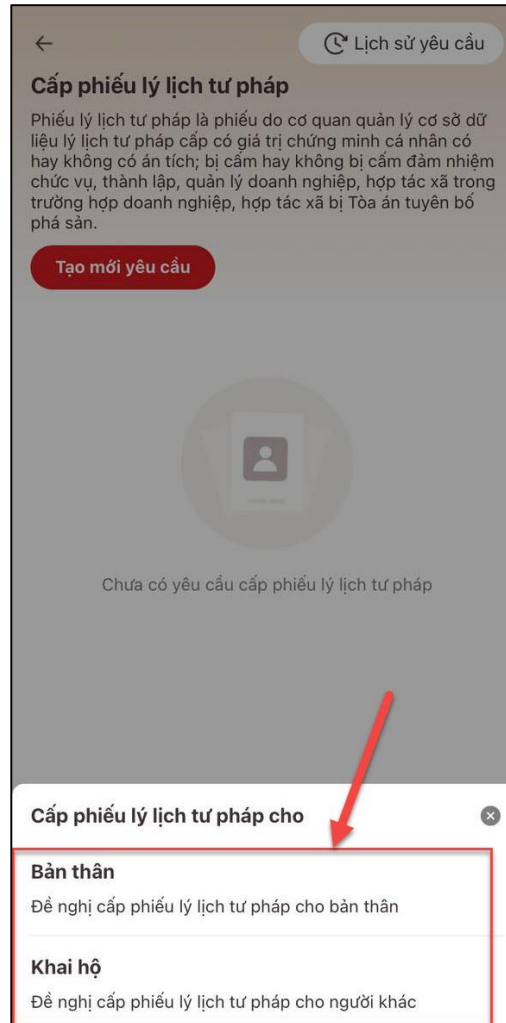 Lịch sử yêu cầu
Cấp phiếu lý lịch tư pháp
Phiếu lý lịch tư pháp là phiếu do cơ quan quản lý cơ sở dữ
liệu lý lịch tư pháp cấp có giá trị chứng minh cá nhân có
hay không có án tích; bị cấm hay không bị cấm đảm nhiệm
chức vụ, thành lập, quản lý doanh nghiệp, hợp tác xã trong
trường hợp doanh nghiệp, hợp tác xã bị Tòa án tuyên bố
phá sản.
Tạo mới yêu cầu
Chưa có yêu cầu cấp phiếu lý lịch tư pháp
Cấp phiếu lý lịch tư pháp cho
Bản thân
Đề nghị cấp phiếu lý lịch tư pháp cho bản thân
Khai hộ
Đề nghị cấp phiếu lý lịch tư pháp cho người khác